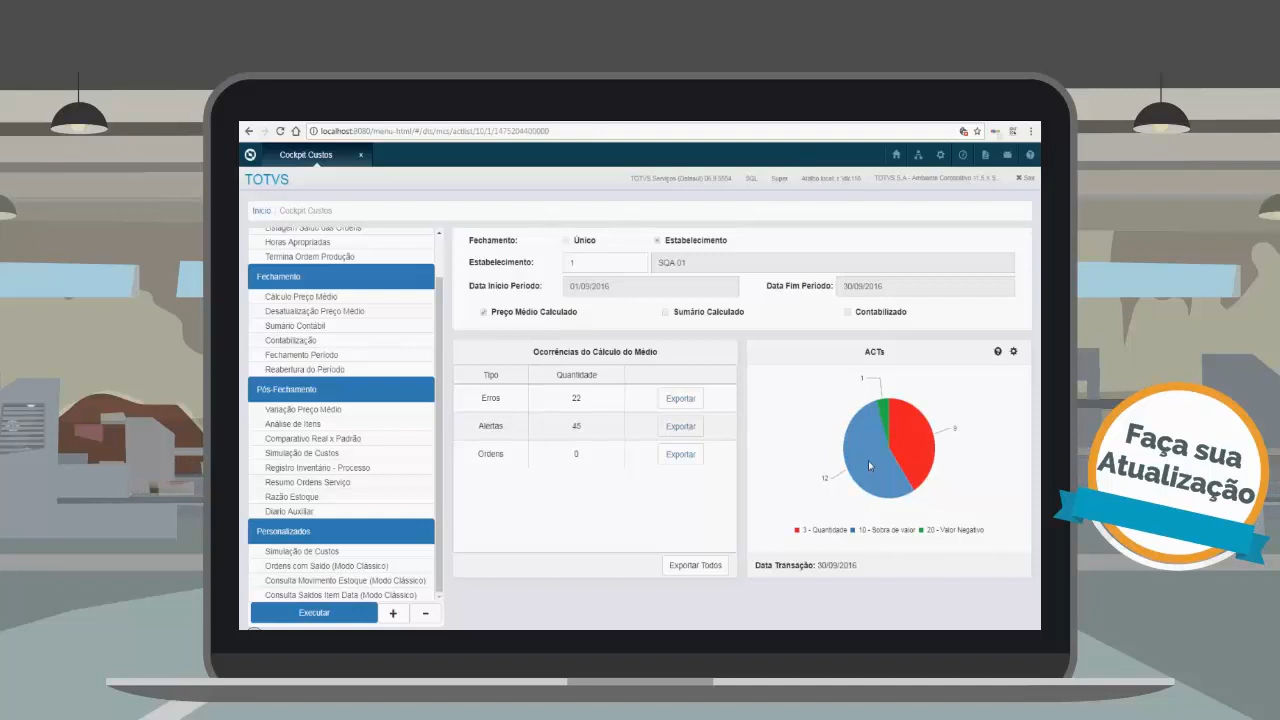 localhost:8080/menu-html/#/dts/mcs/actlist/10/1/1475204400000
Cockpit Custos x
TOTVS
SQL Super
Sair
Início Cockpit Custos
Horas Apropriadas
Termina Ordem Produção
Fechamento
Cálculo Preço Médio
Desatualização Preço Médio
Sumário Contábil
Contabilização
Fechamento Período
Reabertura do Período
Pós-Fechamento
Variação Preço Médio
Análise de Itens
Comparativo Real x Padrão
Simulação de Custos
Registro Inventário - Processo
Resumo Ordens Serviço
Razão Estoque
Diario Auxiliar
Personalizados
Simulação de Custos
Ordens com Saldo (Modo Clássico)
Consulta Movimento Estoque (Modo Clássico)
Consulta Saldos Item Data (Modo Clássico)
Executar + -
Fechamento: Único Estabelecimento
Estabelecimento: 1 SQA 01
Data Início Período: 01/09/2016 Data Fim Período: 30/09/2016
Preço Médio Calculado Sumário Calculado Contabilizado
Ocorrências do Cálculo do Médio
Tipo Quantidade
Erros 22 Exportar
Alertas 45 Exportar
Ordens 0 Exportar
Exportar Todos
ACTs
1
9
12
3 - Quantidade 10 - Sobra de valor 20 - Valor Negativo
Data Transação: 30/09/2016
Faça sua
Atualização